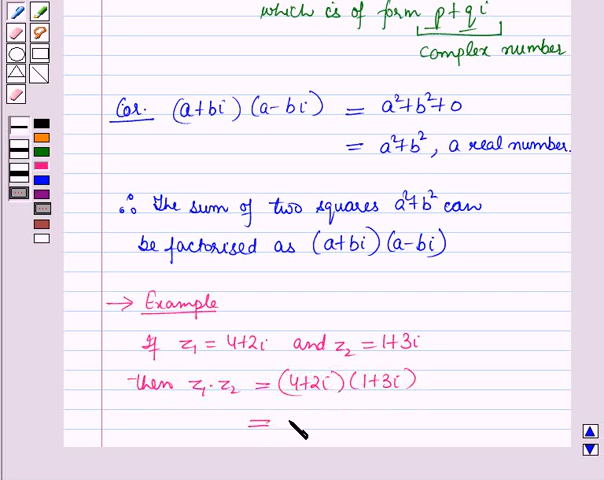 which is of form p+qi
complex number
Cor. (a+bi)(a-bi) = a²+b²+0
= a²+b², a real number.
∴ The sum of two squares a²+b² can
be factorised as (a+bi)(a-bi)
→ Example
If z₁ = 4+2i and z₂ = 1+3i
then z₁·z₂ = (4+2i)(1+3i)
=